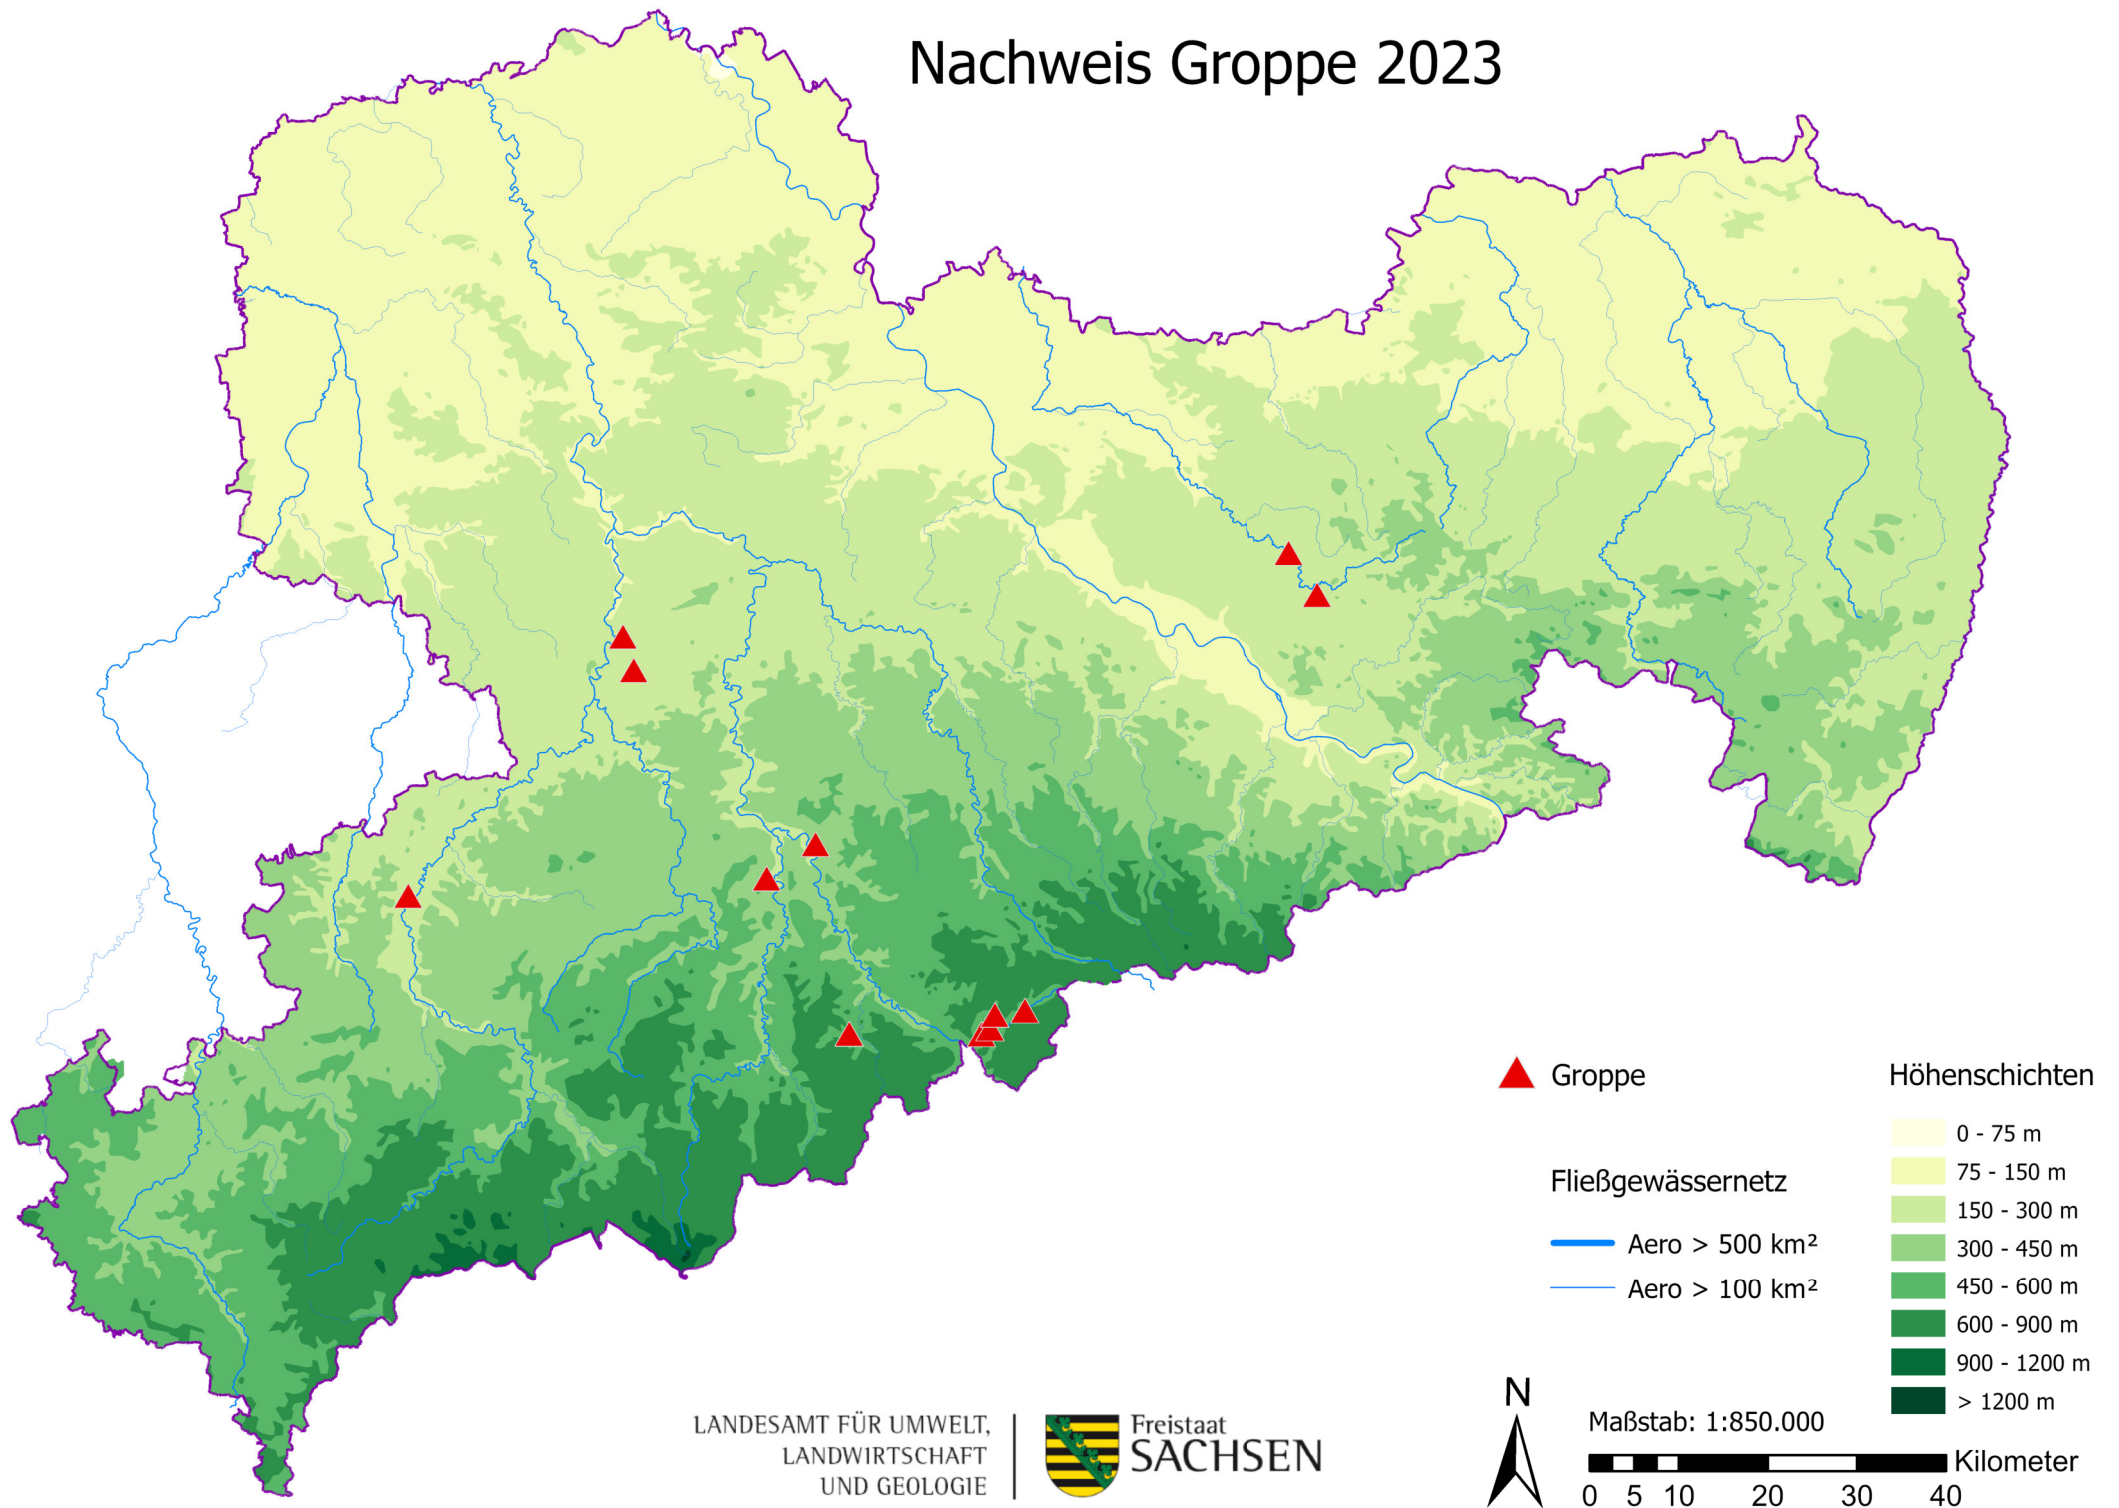 Nachweis Groppe 2023
Groppe
Fließgewässernetz
Aero > 500 km²
Aero > 100 km²
Höhenschichten
0 - 75 m
75 - 150 m
150 - 300 m
300 - 450 m
450 - 600 m
600 - 900 m
900 - 1200 m
> 1200 m
LANDESAMT FÜR UMWELT,
LANDWIRTSCHAFT
UND GEOLOGIE
Freistaat
SACHSEN
N
Maßstab: 1:850.000
Kilometer
0 5 10 20 30 40